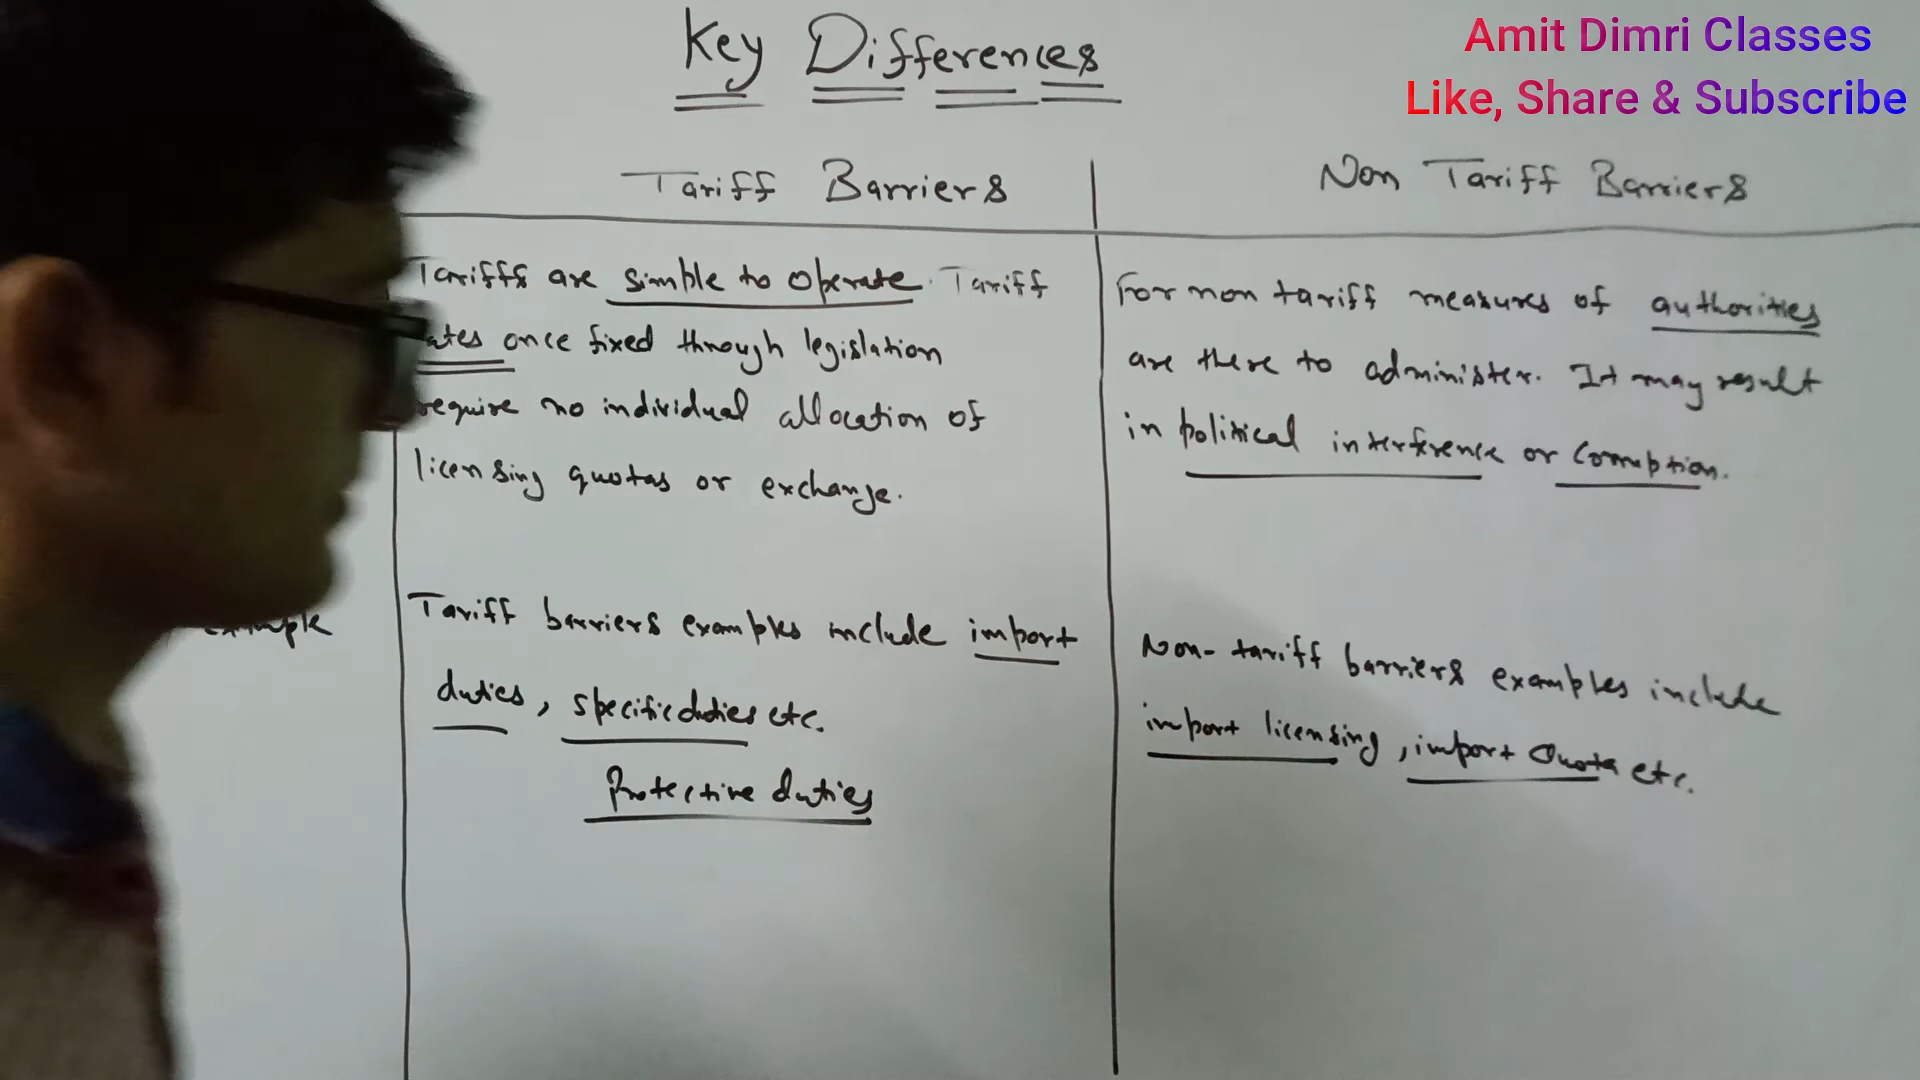 Key Differences
Amit Dimri Classes
Like, Share & Subscribe
Tariff Barriers
Non Tariff Barriers
Tariffs are simple to operate. Tariff
ates once fixed through legislation
require no individual allocation of
licensing quotas or exchange.
For non tariff measures of authorities
are there to administer. It may result
in political interference or Corruption.
example
Tariff barriers examples include import
duties, specific duties etc.
Protective duties
Non-tariff barriers examples include
import licensing, import Quota etc.